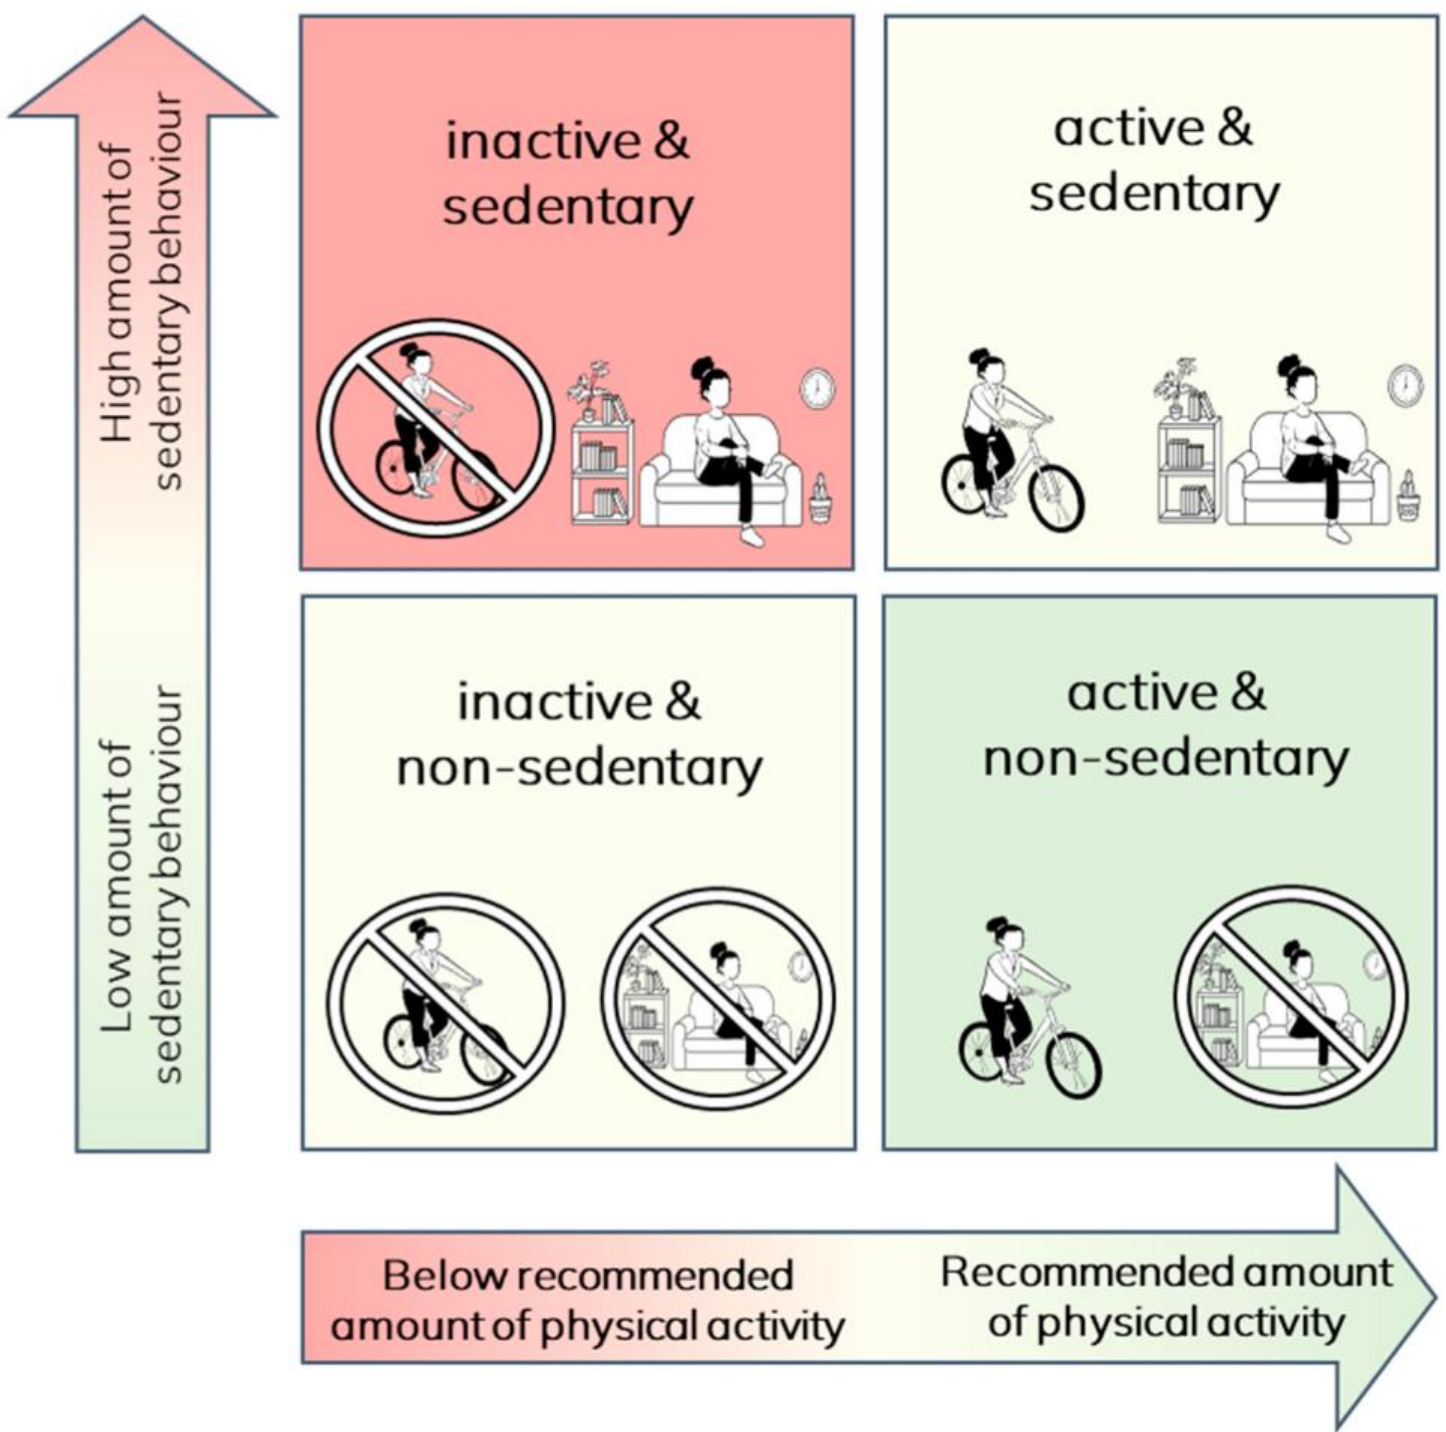 High amount of
sedentary behaviour
Low amount of
sedentary behaviour
inactive &
sedentary
active &
sedentary
inactive &
non-sedentary
active &
non-sedentary
Below recommended
amount of physical activity
Recommended amount
of physical activity